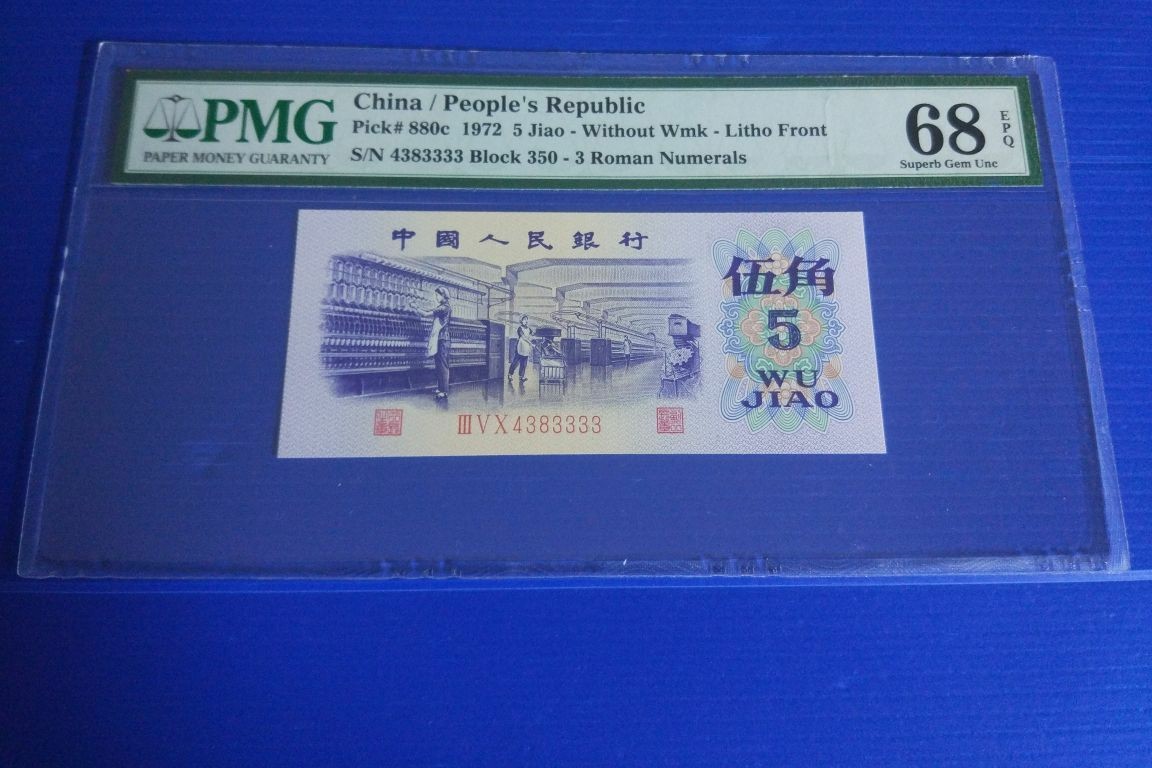 PMG
PAPER MONEY GUARANTY
China / People's Republic
Pick# 880c 1972 5 Jiao - Without Wmk - Litho Front
S/N 4383333 Block 350 - 3 Roman Numerals
68
EPQ
Superb Gem Unc
中國人民銀行
伍角
5
WU
JIAO
III V X 4383333